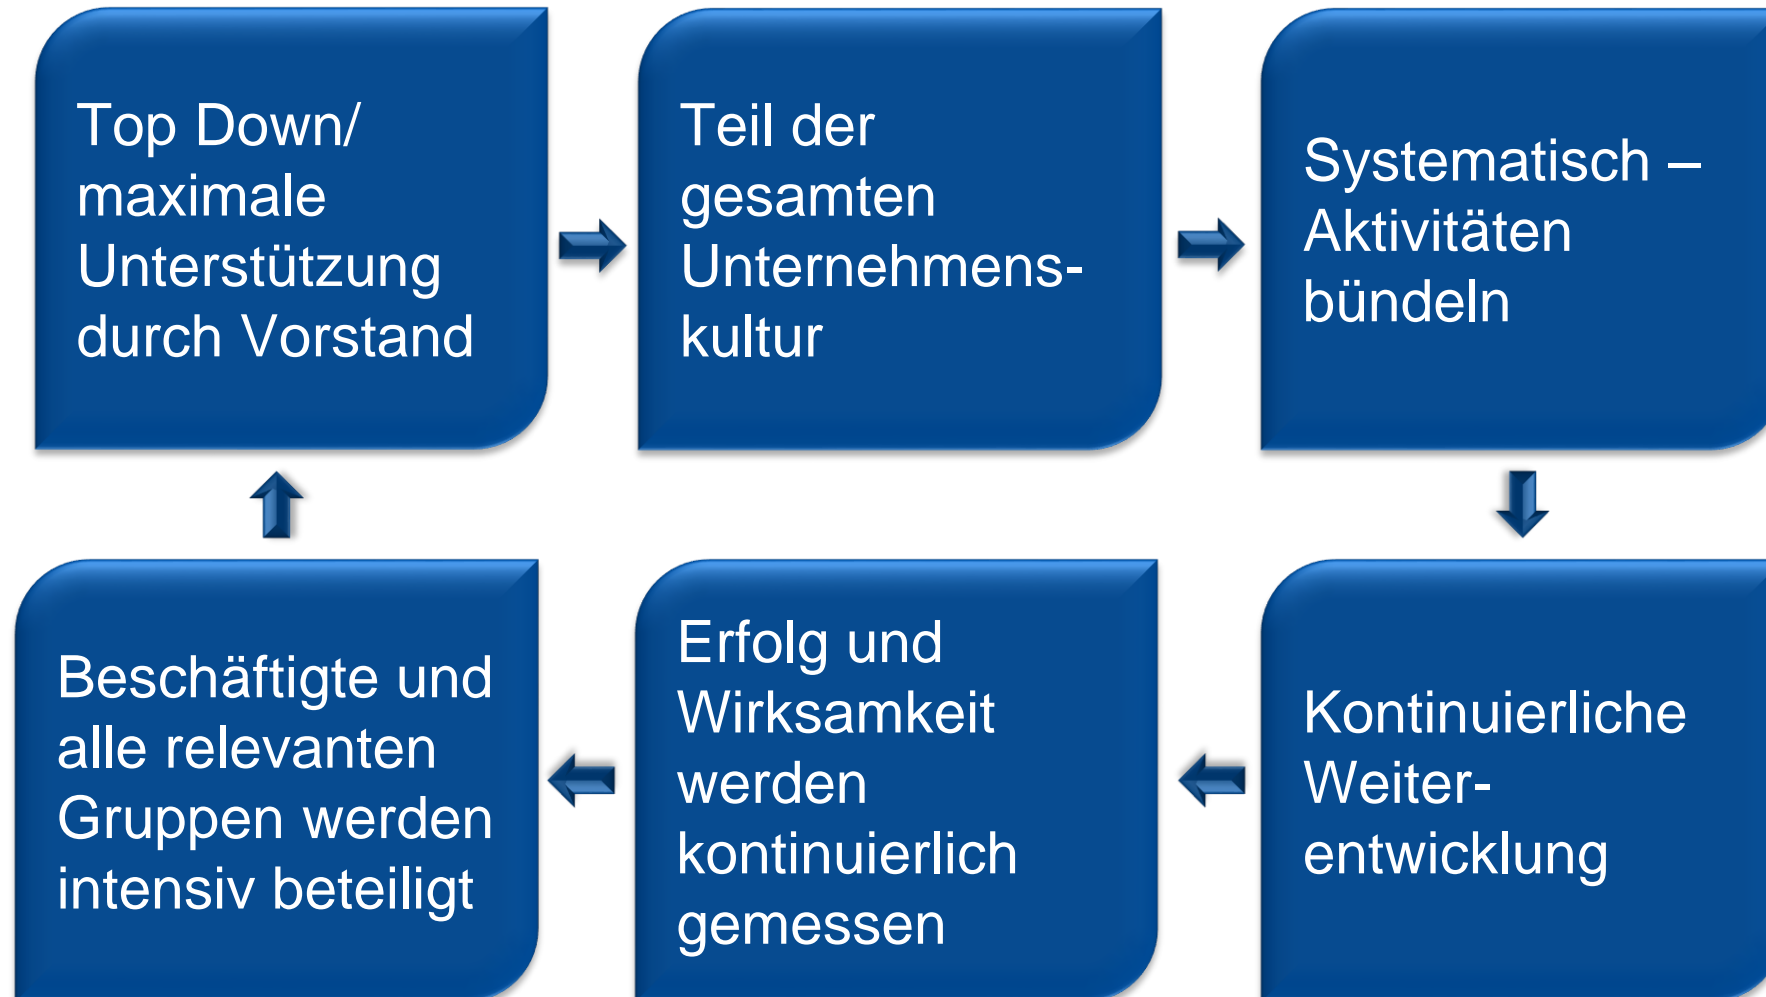 Top Down/
maximale
Unterstützung
durch Vorstand
Teil der
gesamten
Unternehmens-
kultur
Systematisch –
Aktivitäten
bündeln
Kontinuierliche
Weiter-
entwicklung
Erfolg und
Wirksamkeit
werden
kontinuierlich
gemessen
Beschäftigte und
alle relevanten
Gruppen werden
intensiv beteiligt